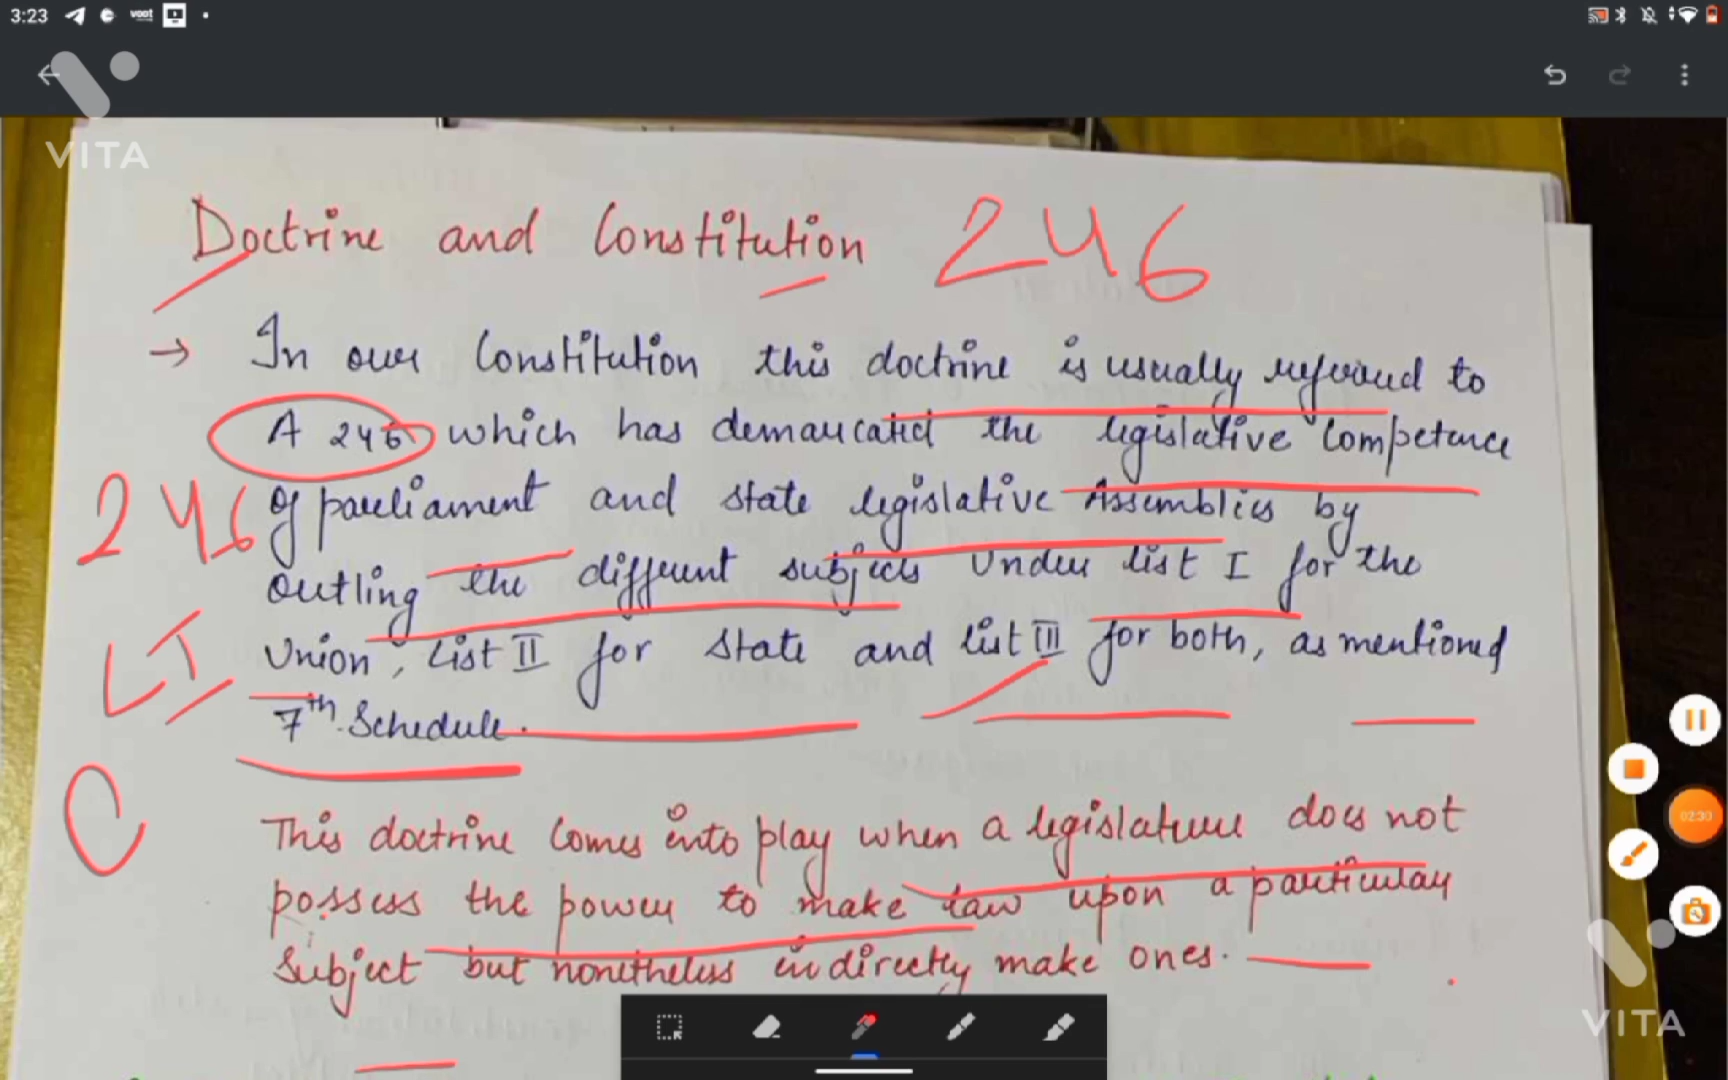 3:23 voot
VITA
Doctrine and Constitution 246
→ In our Constitution this doctrine is usually referred to
A 246 which has demarcated the legislative competence
246 of parliament and state legislative Assemblies by
outling the different subjects under list I for the
LI Union, List II for state and list III for both, as mentioned
7th Schedule.
C
This doctrine comes into play when a legislature does not
possess the power to make law upon a particular
subject but nonetheless indirectly make ones.
02:30
VITA